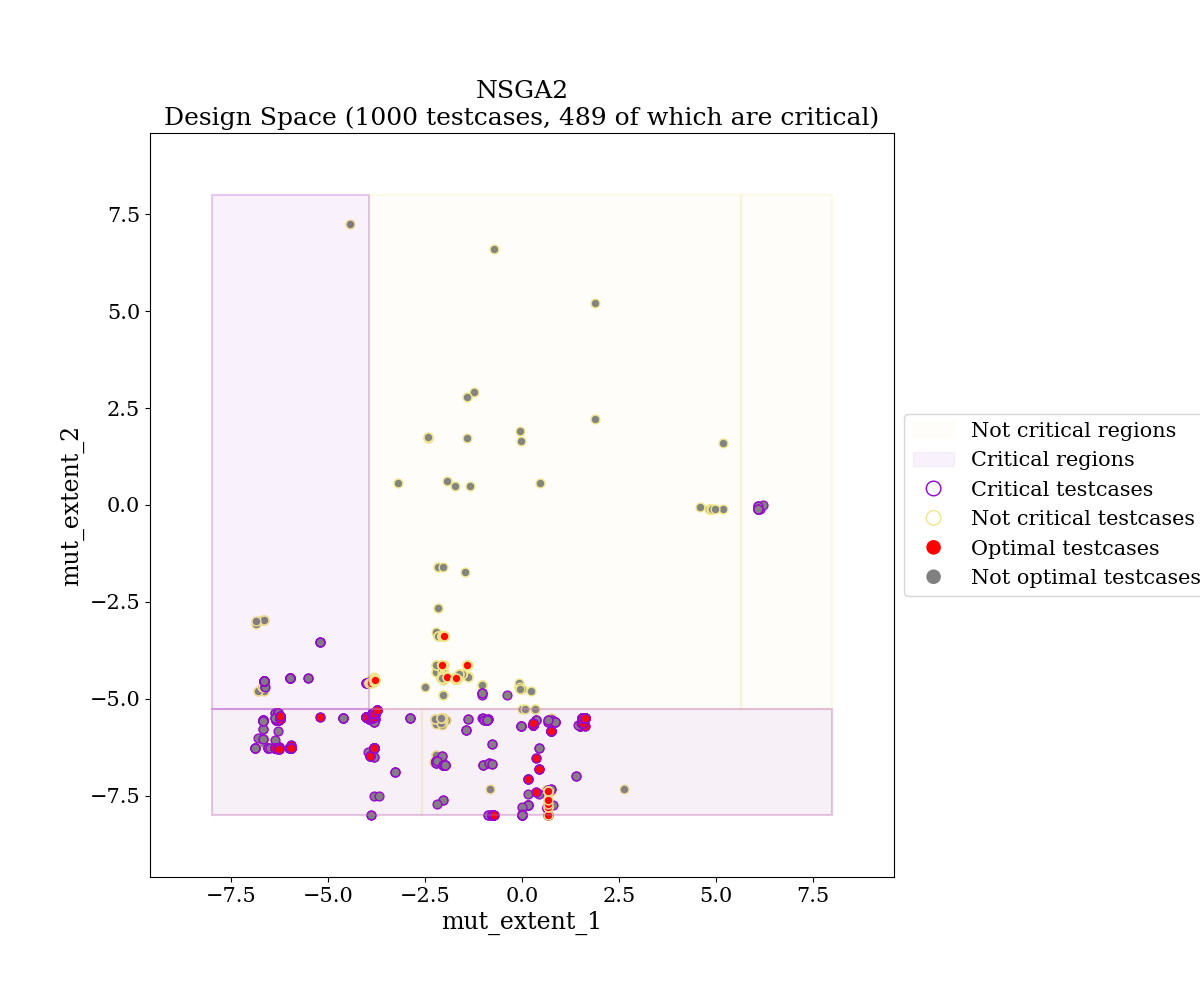 NSGA2
Design Space (1000 testcases, 489 of which are critical)
mut_extent_2
7.5
5.0
2.5
0.0
−2.5
−5.0
−7.5
−7.5
−5.0
−2.5
0.0
2.5
5.0
7.5
mut_extent_1
Not critical regions
Critical regions
Critical testcases
Not critical testcases
Optimal testcases
Not optimal testcases